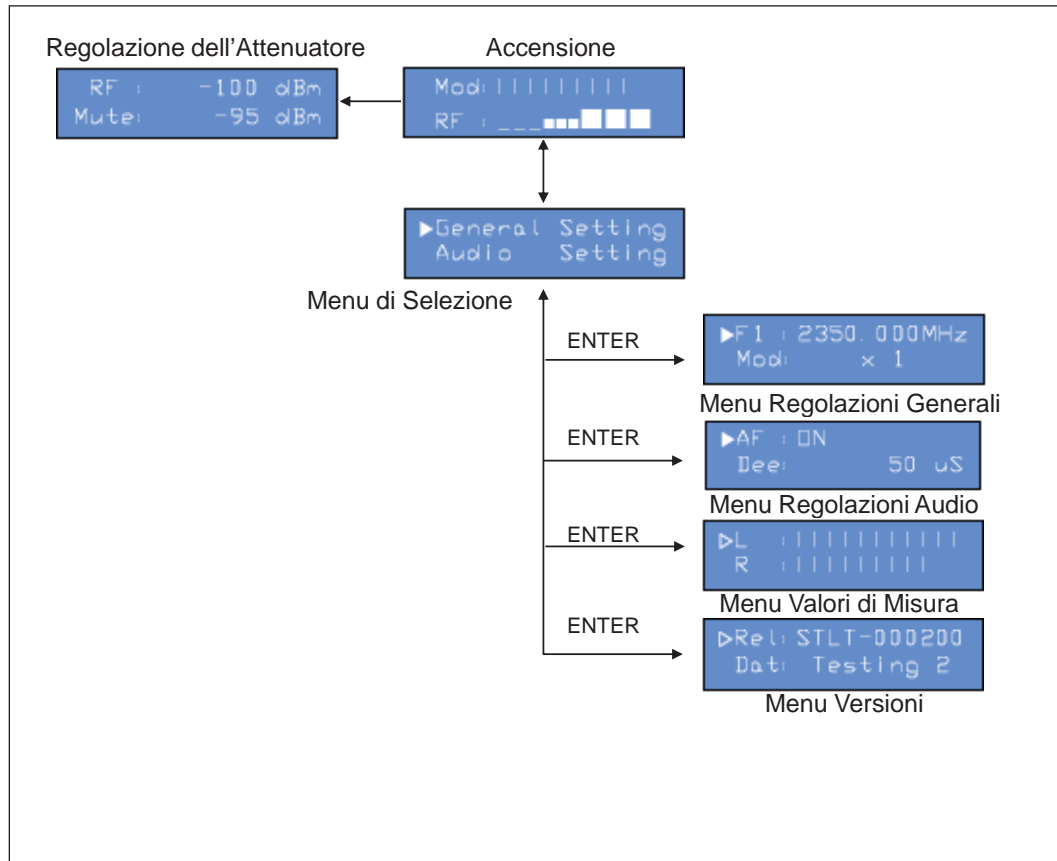 Regolazione dell'Attenuatore
Accensione
RF : -100 dBm
Mute: -95 dBm
Mod:
RF :
General Setting
Audio Setting
Menu di Selezione
ENTER
F1 : 2350.000MHz
Mod: x 1
Menu Regolazioni Generali
ENTER
AF : ON
Dee: 50 uS
Menu Regolazioni Audio
ENTER
L :
R :
Menu Valori di Misura
ENTER
Rel: STLT-000200
Dat: Testing 2
Menu Versioni